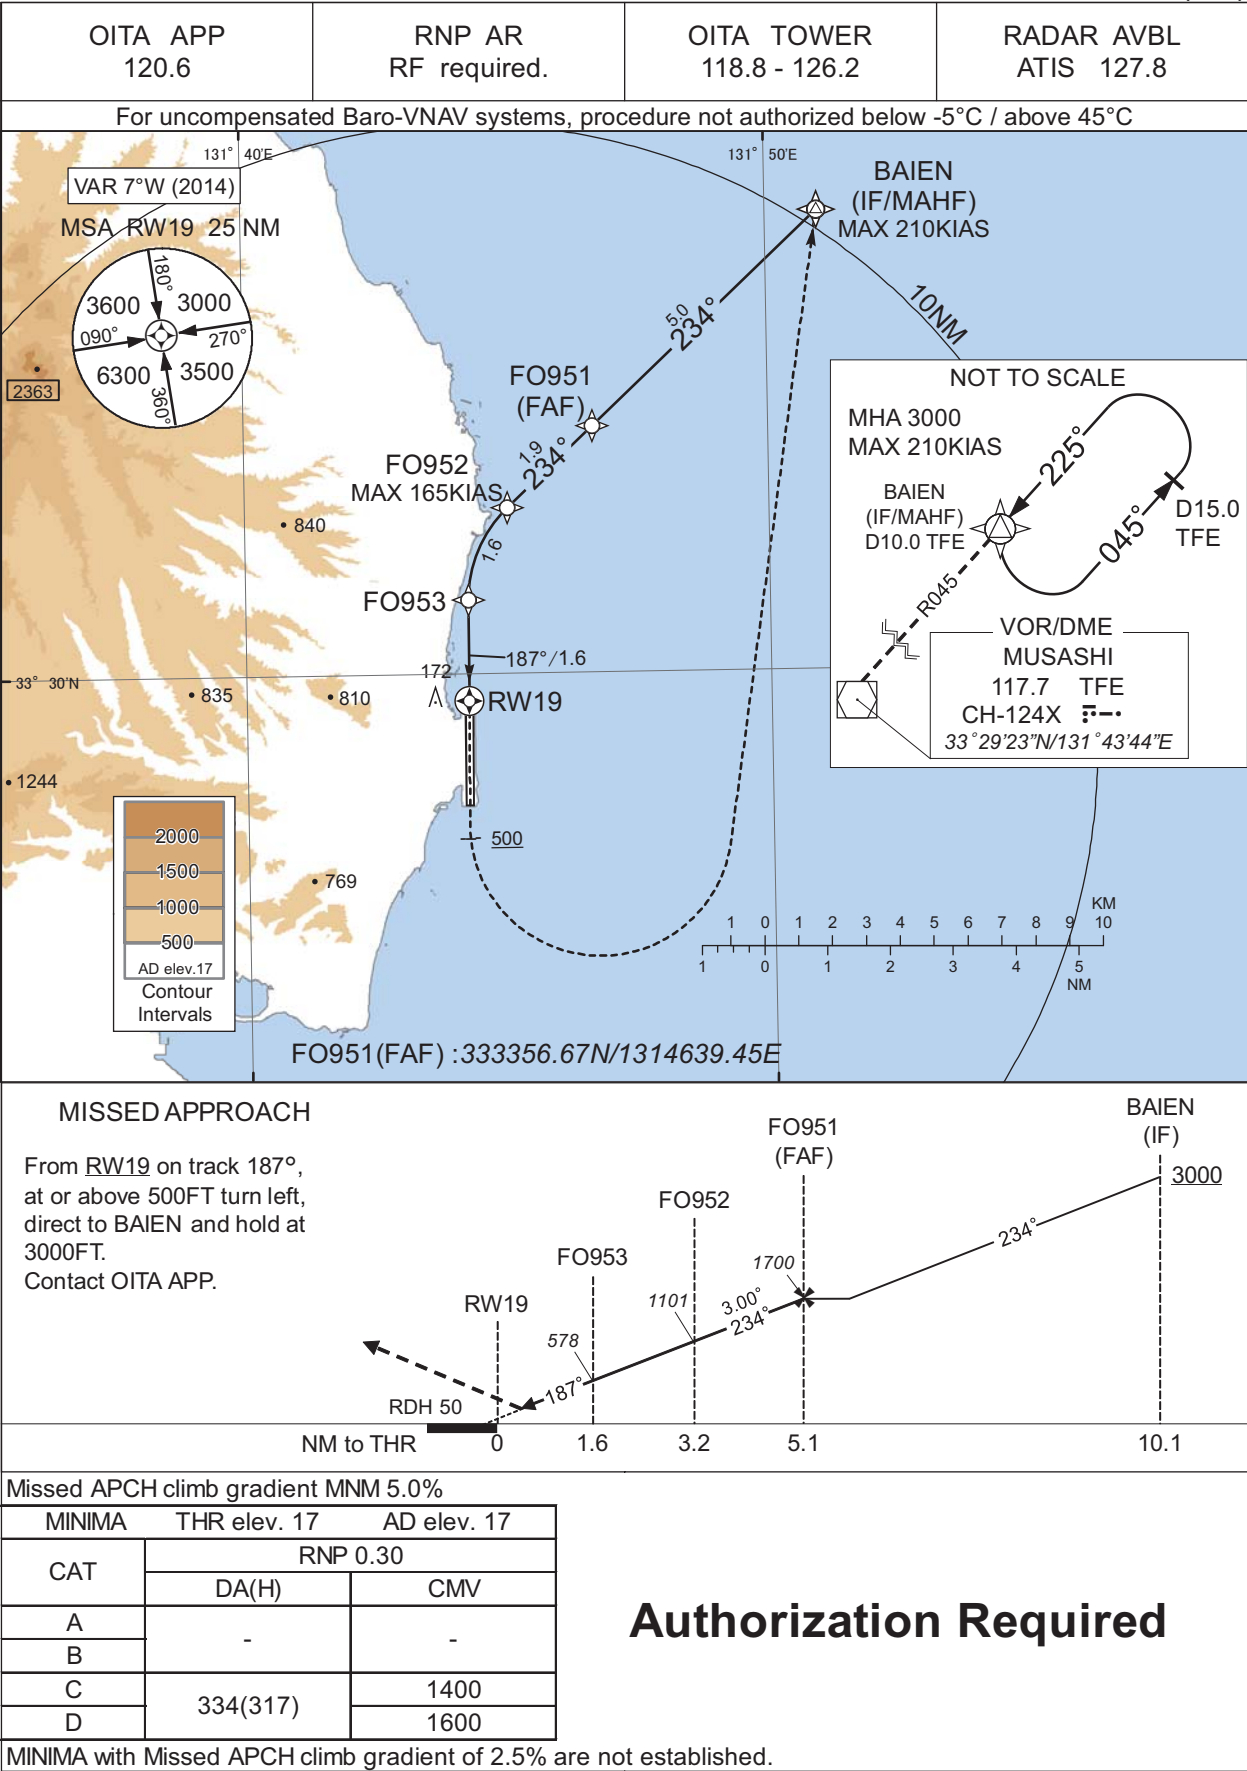 OITA APP
120.6
RNP AR
RF required.
OITA TOWER
118.8 - 126.2
RADAR AVBL
ATIS 127.8
For uncompensated Baro-VNAV systems, procedure not authorized below -5°C / above 45°C
131° 40'E
131° 50'E
VAR 7°W (2014)
MSA RW19 25 NM
180°
3600
3000
090°
270°
6300
3500
360°
2363
BAIEN
(IF/MAHF)
MAX 210KIAS
5.0
234°
10NM
FO951
(FAF)
1.9
234°
FO952
MAX 165KIAS
1.6
840
FO953
187°/1.6
172
RW19
33° 30'N
835
810
1244
500
769
NOT TO SCALE
MHA 3000
MAX 210KIAS
225°
BAIEN
(IF/MAHF)
D10.0 TFE
045°
D15.0
TFE
R045
VOR/DME
MUSASHI
117.7 TFE
CH-124X
33°29'23"N/131°43'44"E
2000
1500
1000
500
AD elev.17
Contour
Intervals
KM
1 0 1 2 3 4 5 6 7 8 9 10
1 0 1 2 3 4 5
NM
FO951(FAF) :333356.67N/1314639.45E
MISSED APPROACH
From RW19 on track 187°,
at or above 500FT turn left,
direct to BAIEN and hold at
3000FT.
Contact OITA APP.
BAIEN
(IF)
3000
FO951
(FAF)
234°
FO952
1700
FO953
1101
3.00°
234°
RW19
578
187°
RDH 50
NM to THR 0 1.6 3.2 5.1 10.1
Missed APCH climb gradient MNM 5.0%
MINIMA THR elev. 17 AD elev. 17
CAT
RNP 0.30
DA(H) CMV
A
B
- -
C
D
334(317)
1400
1600
Authorization Required
MINIMA with Missed APCH climb gradient of 2.5% are not established.